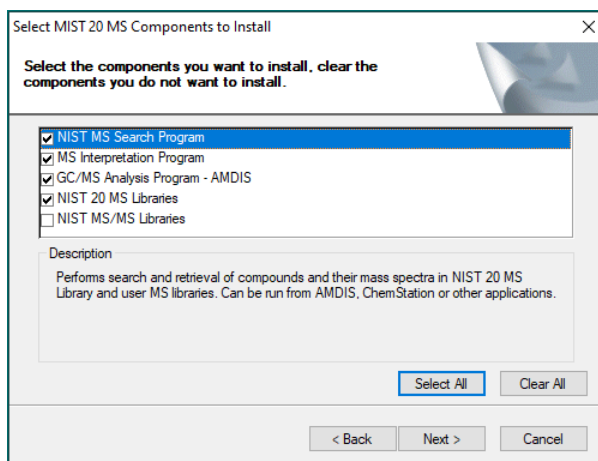 Select MIST 20 MS Components to Install
Select the components you want to install, clear the
components you do not want to install.
NIST MS Search Program
MS Interpretation Program
GC/MS Analysis Program - AMDIS
NIST 20 MS Libraries
NIST MS/MS Libraries
Description
Performs search and retrieval of compounds and their mass spectra in NIST 20 MS
Library and user MS libraries. Can be run from AMDIS, ChemStation or other applications.
Select All
Clear All
< Back
Next >
Cancel